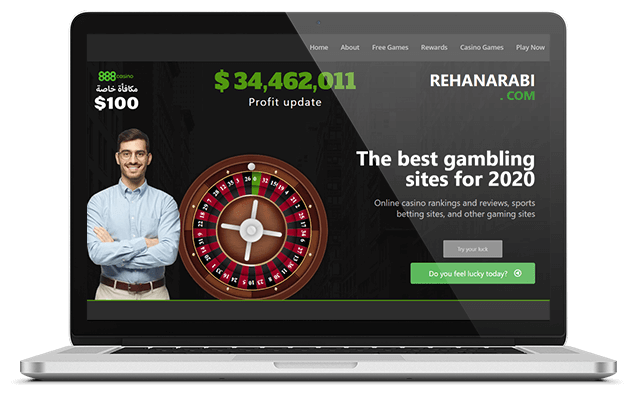 Home About Free Games Rewards Casino Games Play Now
888casino
مكافأة خاصة
$100
$ 34,462,011
Profit update
REHANARABI
.COM
The best gambling
sites for 2020
Online casino rankings and reviews, sports
betting sites, and other gaming sites
Try your luck
Do you feel lucky today?